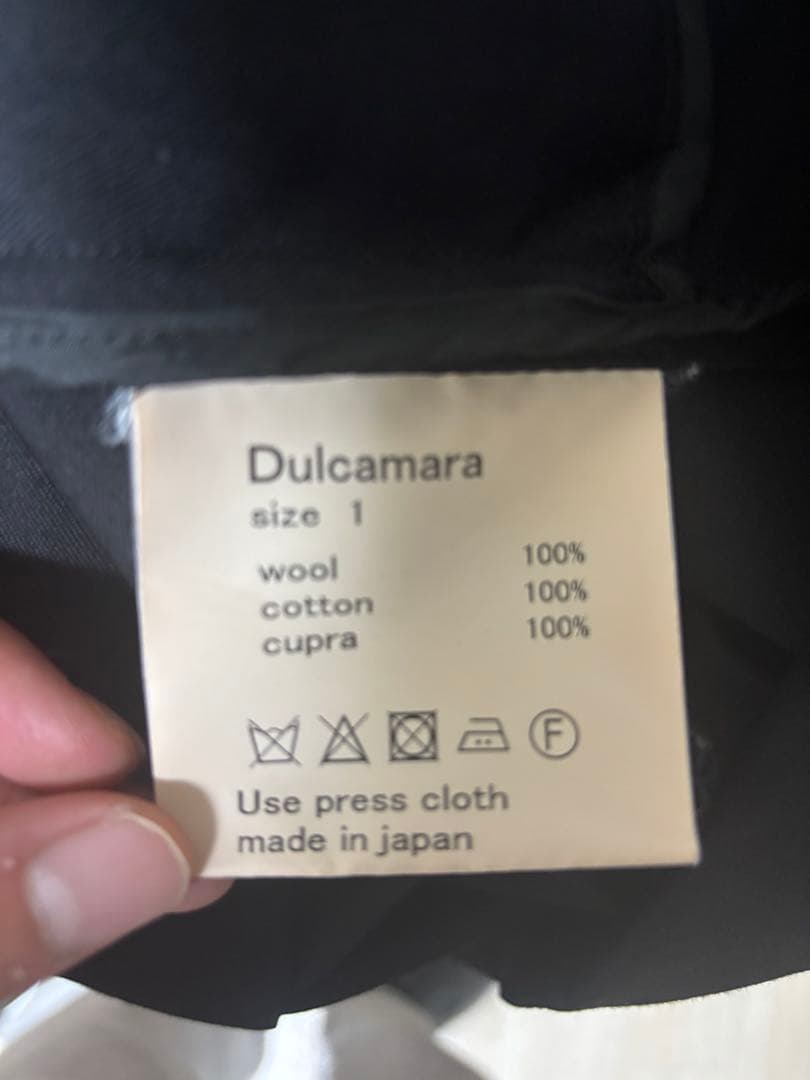 Dulcamara
size 1
wool 100%
cotton 100%
cupra 100%
F
Use press cloth
made in japan